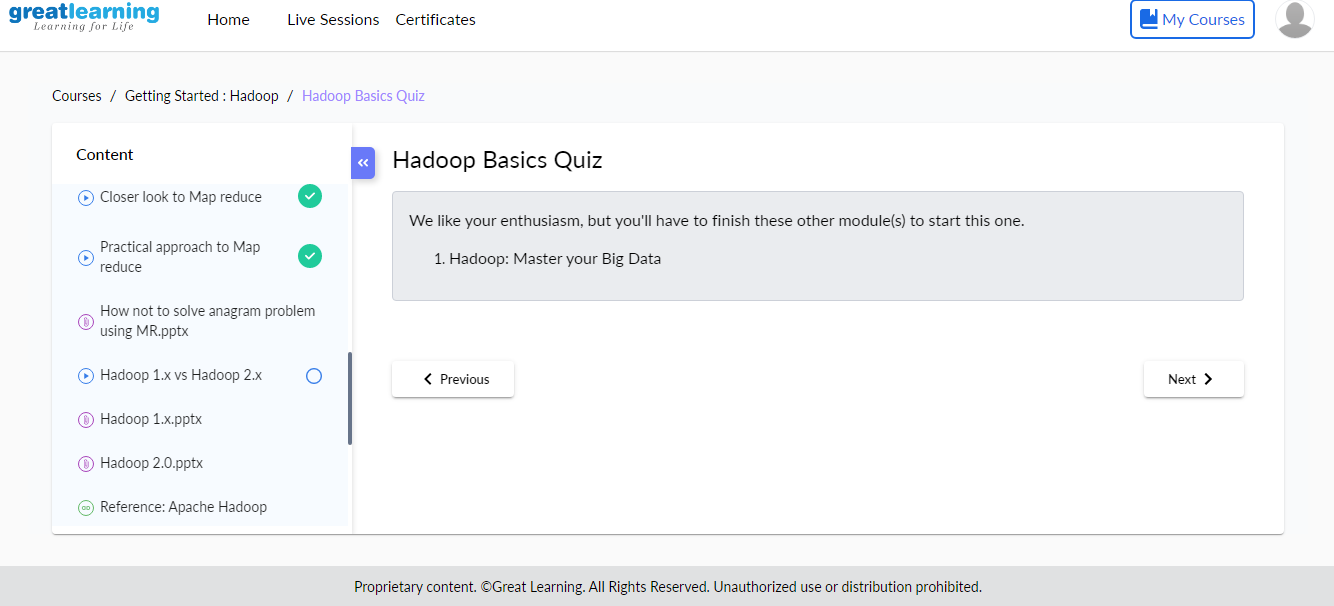 greatlearning
Learning for Life
Home
Live Sessions
Certificates
My Courses
Courses / Getting Started : Hadoop / Hadoop Basics Quiz
Content
Closer look to Map reduce
Practical approach to Map
reduce
How not to solve anagram problem
using MR.pptx
Hadoop 1.x vs Hadoop 2.x
Hadoop 1.x.pptx
Hadoop 2.0.pptx
Reference: Apache Hadoop
«
Hadoop Basics Quiz
We like your enthusiasm, but you'll have to finish these other module(s) to start this one.
1. Hadoop: Master your Big Data
Previous
Next
Proprietary content. ©Great Learning. All Rights Reserved. Unauthorized use or distribution prohibited.